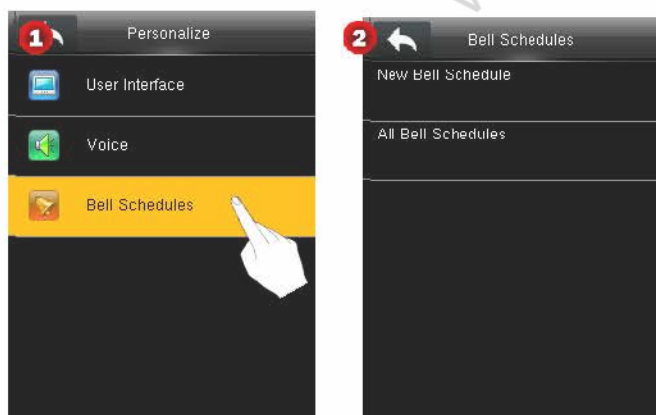 1
Personalize
User Interface
Voice
Bell Schedules
2
Bell Schedules
New Bell Schedule
All Bell Schedules